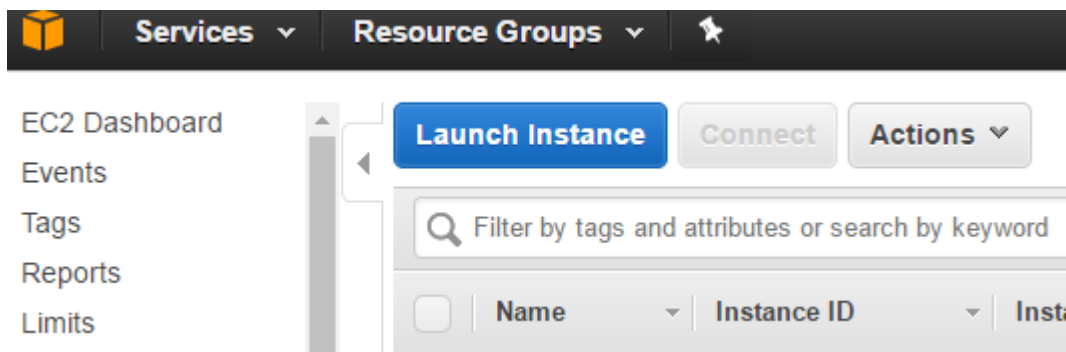 Services Resource Groups
EC2 Dashboard
Events
Tags
Reports
Limits
Launch Instance Connect Actions
Filter by tags and attributes or search by keyword
Name Instance ID Insta